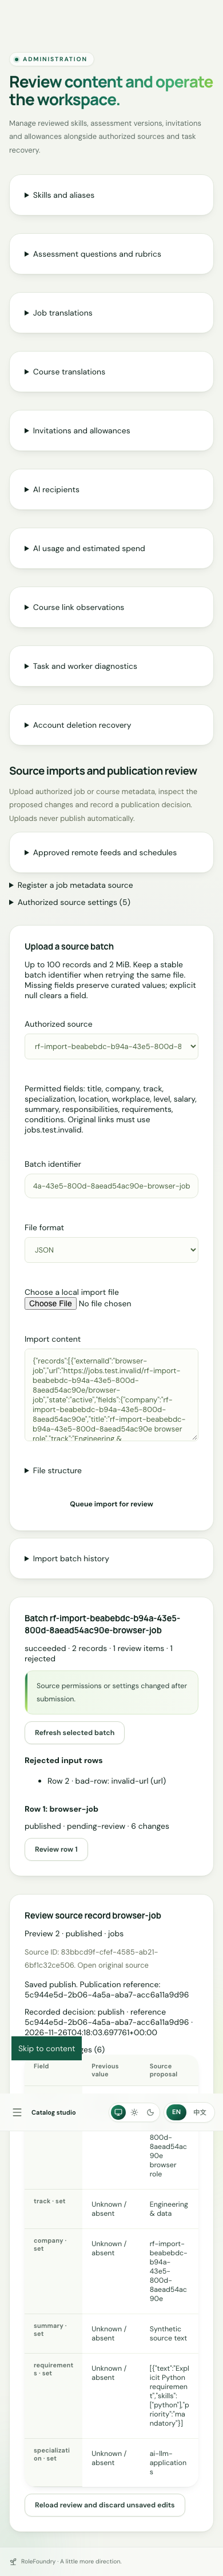 ADMINISTRATION
Review content and operate
the workspace.
Manage reviewed skills, assessment versions, invitations
and allowances alongside authorized sources and task
recovery.
Skills and aliases
Assessment questions and rubrics
Job translations
Course translations
Invitations and allowances
AI recipients
AI usage and estimated spend
Course link observations
Task and worker diagnostics
Account deletion recovery
Source imports and publication review
Upload authorized job or course metadata, inspect the
proposed changes and record a publication decision.
Uploads never publish automatically.
Approved remote feeds and schedules
Register a job metadata source
Authorized source settings (5)
Upload a source batch
Up to 100 records and 2 MiB. Keep a stable
batch identifier when retrying the same file.
Missing fields preserve curated values; explicit
null clears a field.
Authorized source
rf-import-beabebdc-b94a-43e5-800d-8
Permitted fields: title, company, track,
specialization, location, workplace, level, salary,
summary, responsibilities, requirements,
conditions. Original links must use
jobs.test.invalid.
Batch identifier
4a-43e5-800d-8aead54ac90e-browser-job
File format
JSON
Choose a local import file
Choose File No file chosen
Import content
{"records":[{"externalId":"browser-
job","url":"https://jobs.test.invalid/rf-import-
beabebdc-b94a-43e5-800d-
8aead54ac90e/browser-
job","state":"active","fields":{"company":"rf-
import-beabebdc-b94a-43e5-800d-
8aead54ac90e","title":"rf-import-beabebdc-
b94a-43e5-800d-8aead54ac90e browser
role","track":"Engineering &
File structure
Queue import for review
Import batch history
Batch rf-import-beabebdc-b94a-43e5-
800d-8aead54ac90e-browser-job
succeeded · 2 records · 1 review items · 1
rejected
Source permissions or settings changed after
submission.
Refresh selected batch
Rejected input rows
Row 2 · bad-row: invalid-url (url)
Row 1: browser-job
published · pending-review · 6 changes
Review row 1
Review source record browser-job
Preview 2 · published · jobs
Source ID: 83bbcd9f-cfef-4585-ab21-
6bf1c32ce506. Open original source
Saved publish. Publication reference:
5c944e5d-2b06-4a5a-aba7-acc6a11a9d96
Recorded decision: publish · reference
5c944e5d-2b06-4a5a-aba7-acc6a11a9d96 ·
2026-11-26T04:18:03.697761+00:00
Skip to content
es (6)
Field Previous value Source proposal
Catalog studio EN 中文
800d-
8aead54ac
90e
browser
role
track · set Unknown / absent Engineering & data
company · set Unknown / absent rf-import-
beabebdc-
b94a-
43e5-
800d-
8aead54ac
90e
summary · set Unknown / absent Synthetic source text
requirement
s · set Unknown / absent [{"text":"Expl
icit Python
requiremen
t","skills":
["python"],"p
riority":"ma
ndatory"}]
specializati
on · set Unknown / absent ai-llm-
application
s
Reload review and discard unsaved edits
RoleFoundry · A little more direction.